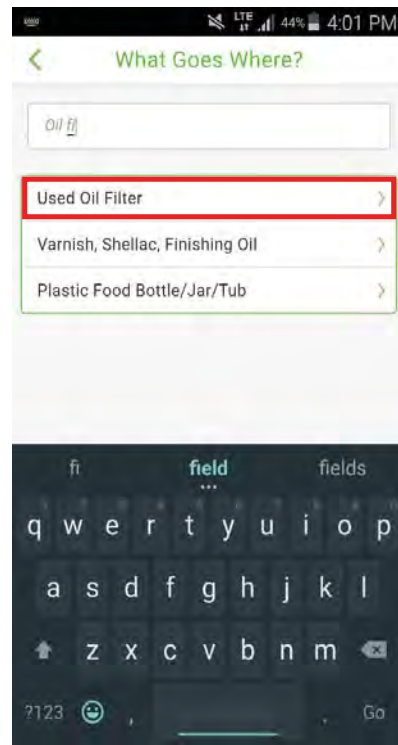 LTE 44% 4:01 PM
What Goes Where?
Oil fi
Used Oil Filter
Varnish, Shellac, Finishing Oil
Plastic Food Bottle/Jar/Tub
fi field fields
q w e r t y u i o p
a s d f g h j k l
z x c v b n m
?123 , . Go